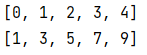 [0, 1, 2, 3, 4]
[1, 3, 5, 7, 9]